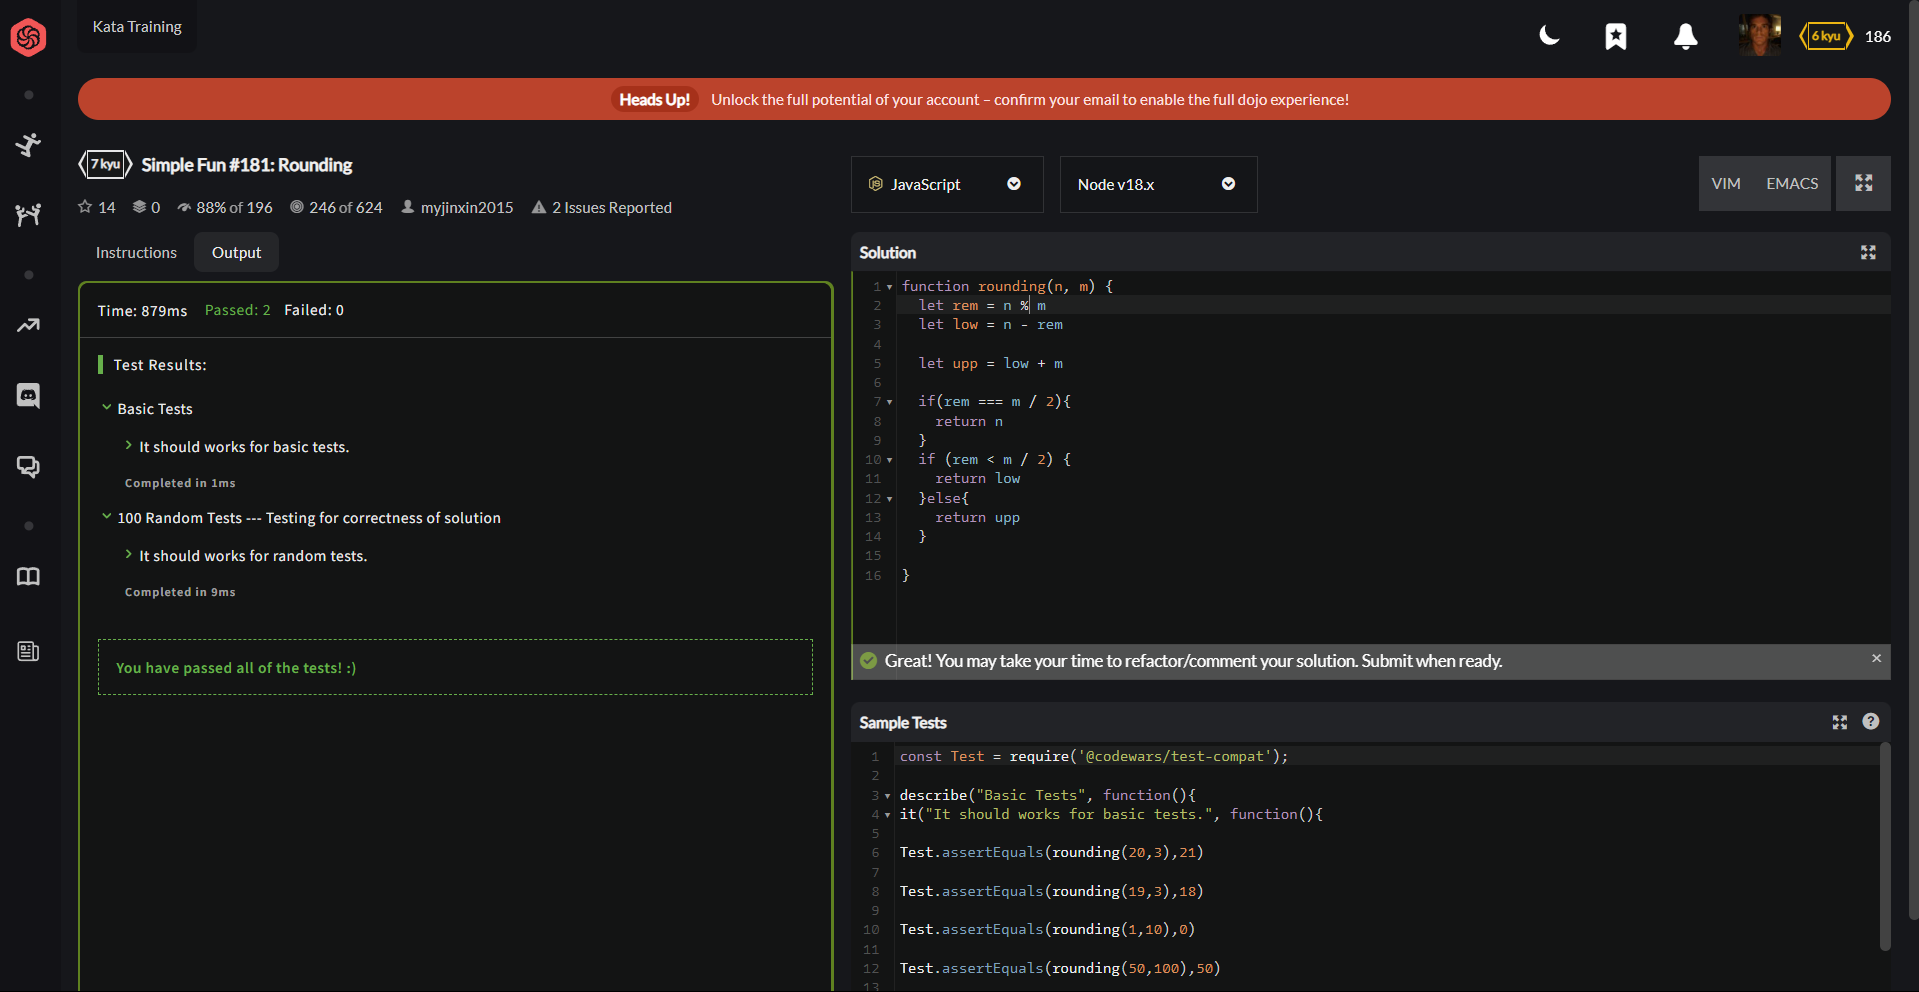 Kata Training
6 kyu
186
Heads Up! Unlock the full potential of your account – confirm your email to enable the full dojo experience!
7 kyu Simple Fun #181: Rounding
14 0 88% of 196 246 of 624 myjinxin2015 2 Issues Reported
Instructions Output
Time: 879ms Passed: 2 Failed: 0
Test Results:
Basic Tests
It should works for basic tests.
Completed in 1ms
100 Random Tests --- Testing for correctness of solution
It should works for random tests.
Completed in 9ms
You have passed all of the tests! :)
JavaScript
Node v18.x
VIM EMACS
Solution
1 function rounding(n, m) {
2 let rem = n % m
3 let low = n - rem
4
5 let upp = low + m
6
7 if(rem === m / 2){
8 return n
9 }
10 if (rem < m / 2) {
11 return low
12 }else{
13 return upp
14 }
15
16 }
Great! You may take your time to refactor/comment your solution. Submit when ready.
Sample Tests
1 const Test = require('@codewars/test-compat');
2
3 describe("Basic Tests", function(){
4 it("It should works for basic tests.", function(){
5
6 Test.assertEquals(rounding(20,3),21)
7
8 Test.assertEquals(rounding(19,3),18)
9
10 Test.assertEquals(rounding(1,10),0)
11
12 Test.assertEquals(rounding(50,100),50)
13